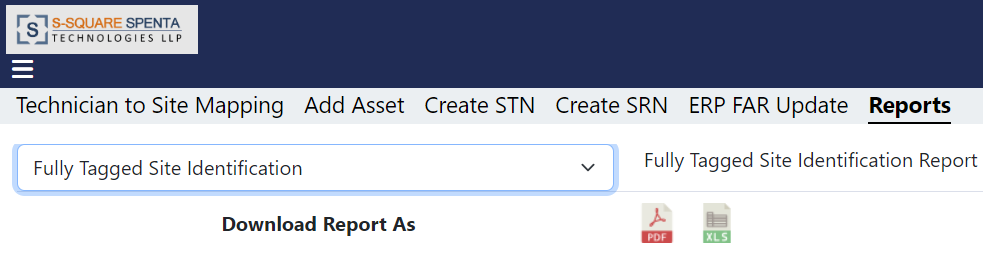 S
S-SQUARE SPENTA
TECHNOLOGIES LLP
Technician to Site Mapping Add Asset Create STN Create SRN ERP FAR Update Reports
Fully Tagged Site Identification
Fully Tagged Site Identification Report
Download Report As
PDF XLS